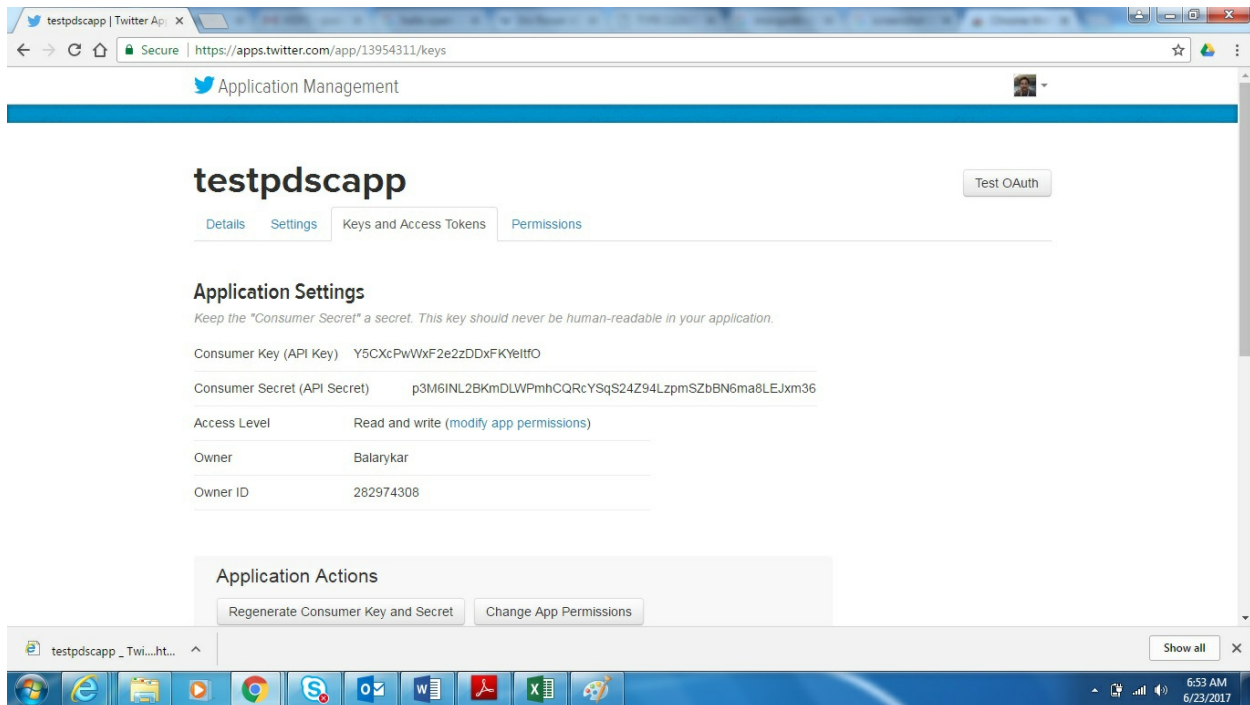 testpdscapp | Twitter Ap
Secure | https://apps.twitter.com/app/13954311/keys
Application Management
testpdscapp
Test OAuth
Details Settings Keys and Access Tokens Permissions
Application Settings
Keep the "Consumer Secret" a secret. This key should never be human-readable in your application.
Consumer Key (API Key) Y5CXcPwWxF2e2zDDxFKYeltfO
Consumer Secret (API Secret) p3M6INL2BKmDLWPmhCQRcYSqS24Z94LzpmSZbBN6ma8LEJxm36
Access Level Read and write (modify app permissions)
Owner Balarykar
Owner ID 282974308
Application Actions
Regenerate Consumer Key and Secret Change App Permissions
testpdscapp _ Twi....ht...
Show all
6:53 AM
6/23/2017